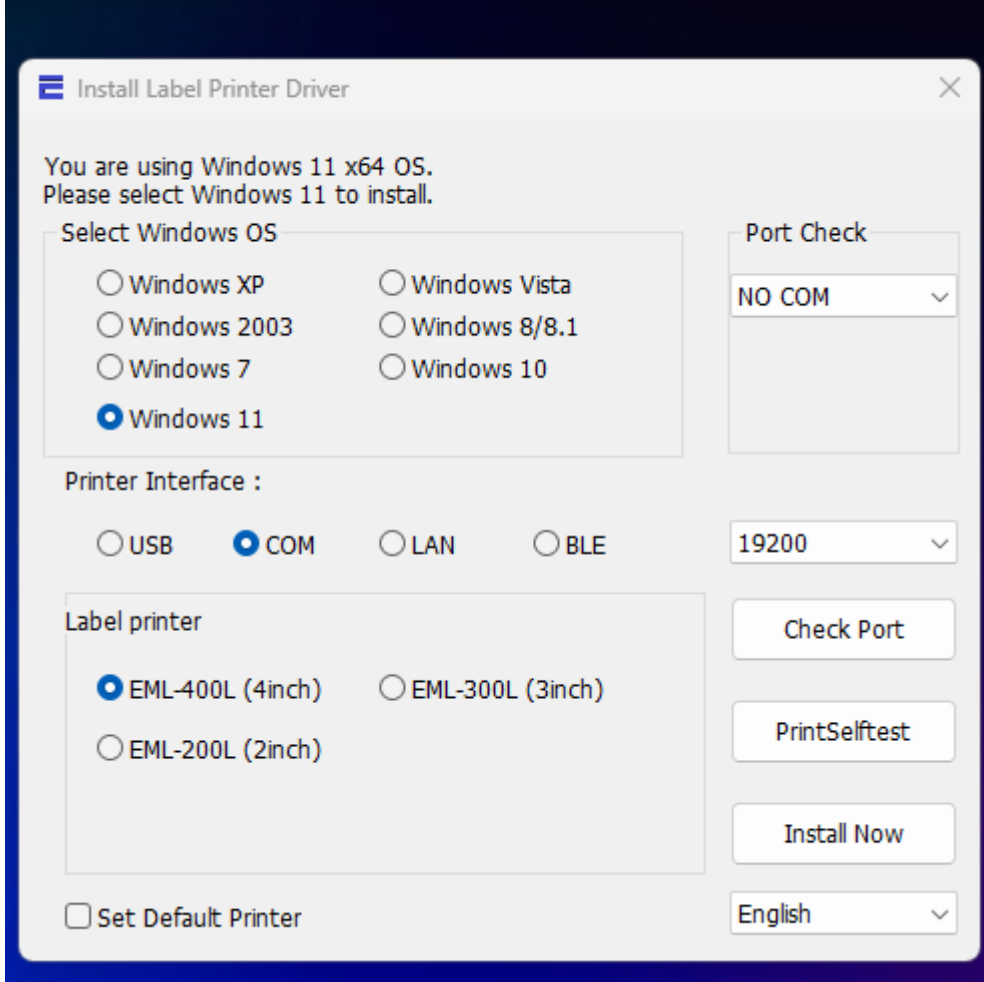 Install Label Printer Driver
You are using Windows 11 x64 OS.
Please select Windows 11 to install.
Select Windows OS
Port Check
Windows XP
Windows Vista
NO COM
Windows 2003
Windows 8/8.1
Windows 7
Windows 10
Windows 11
Printer Interface :
USB
COM
LAN
BLE
19200
Label printer
Check Port
EML-400L (4inch)
EML-300L (3inch)
PrintSelftest
EML-200L (2inch)
Install Now
Set Default Printer
English